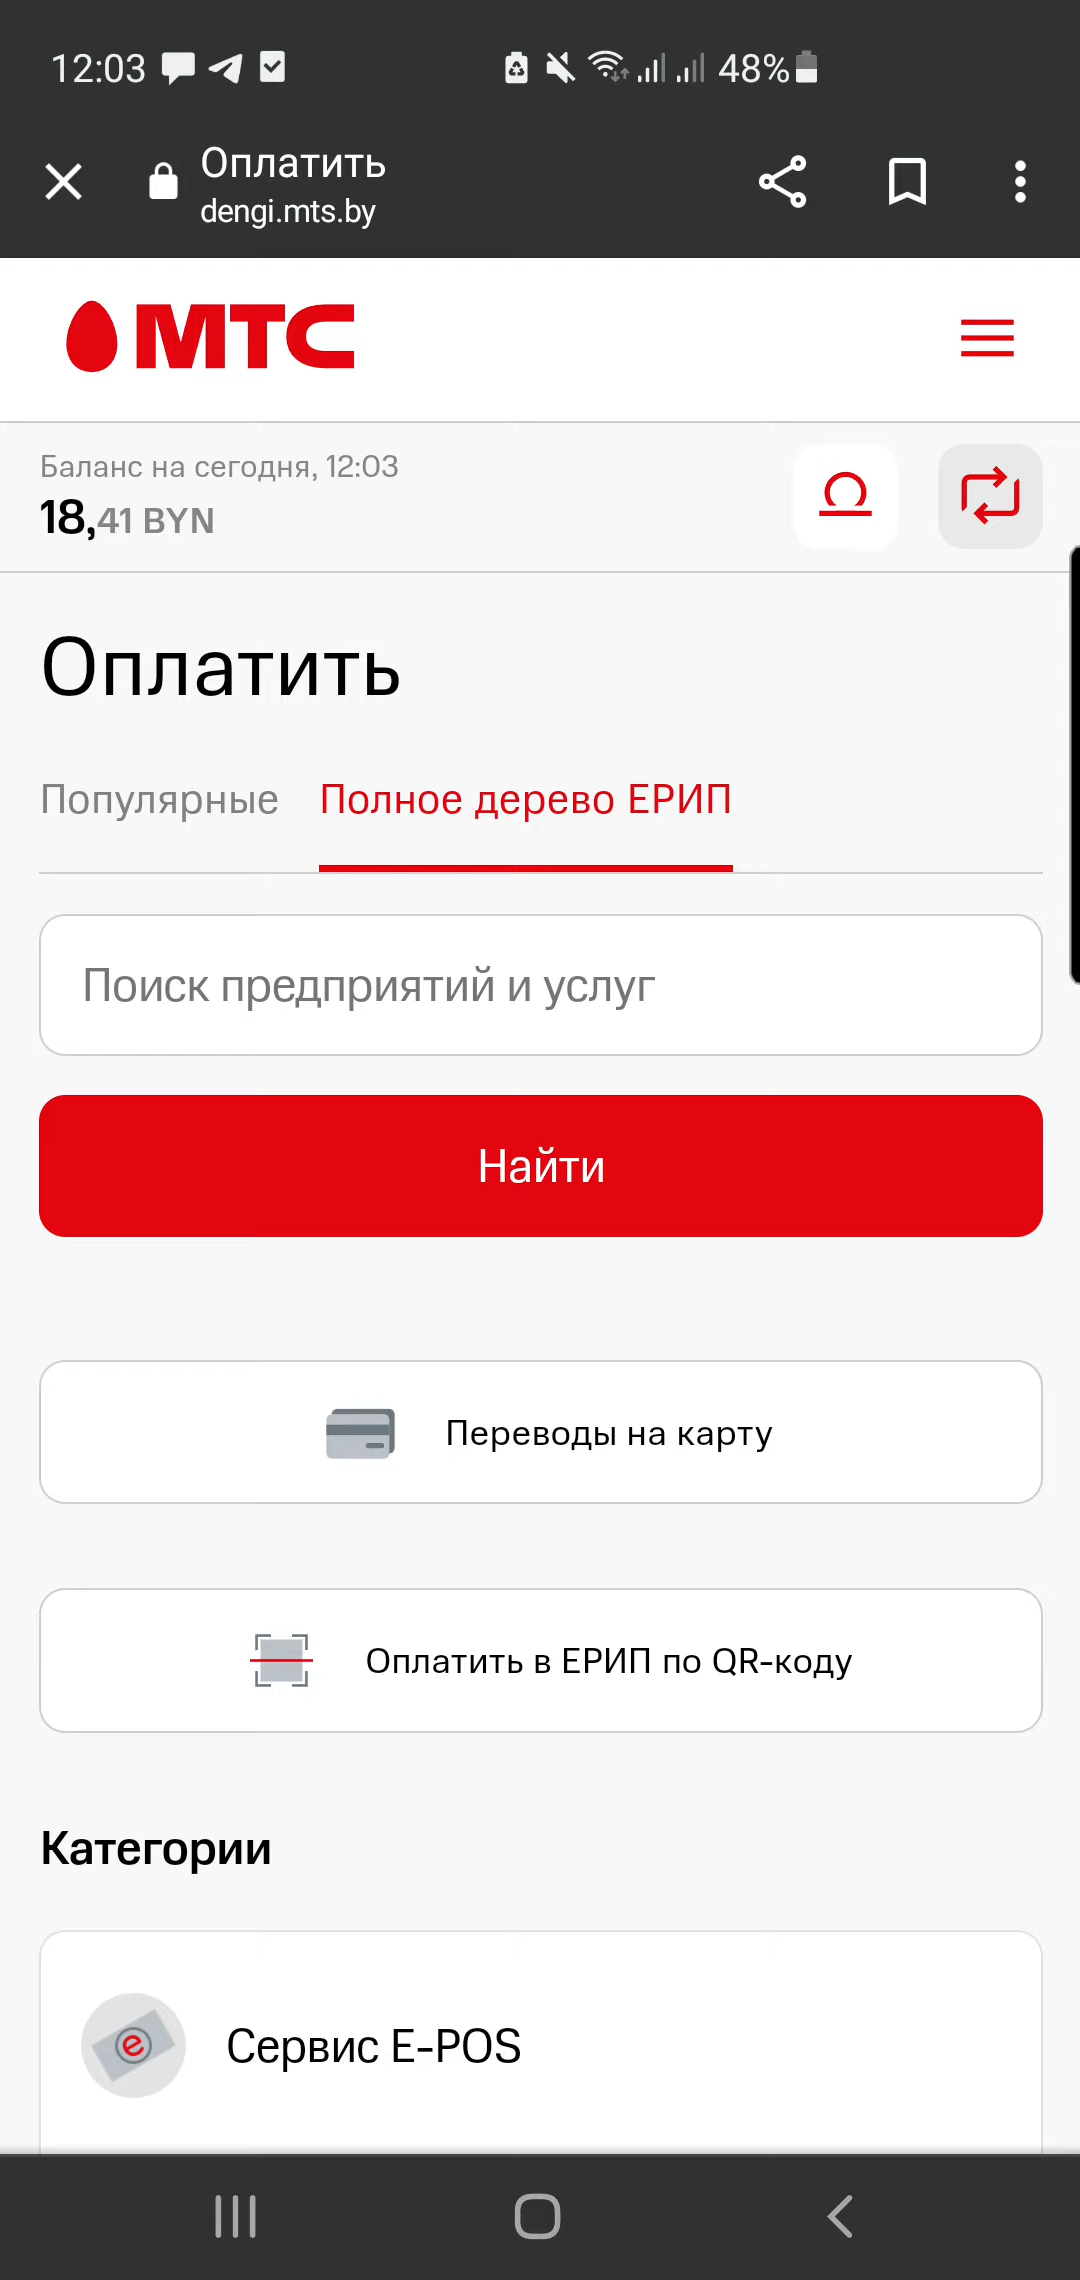 12:03
48%
Оплатить
dengi.mts.by
МТС
Баланс на сегодня, 12:03
18,41 BYN
Оплатить
Популярные Полное дерево ЕРИП
Поиск предприятий и услуг
Найти
Переводы на карту
Оплатить в ЕРИП по QR-коду
Категории
e
Сервис E-POS